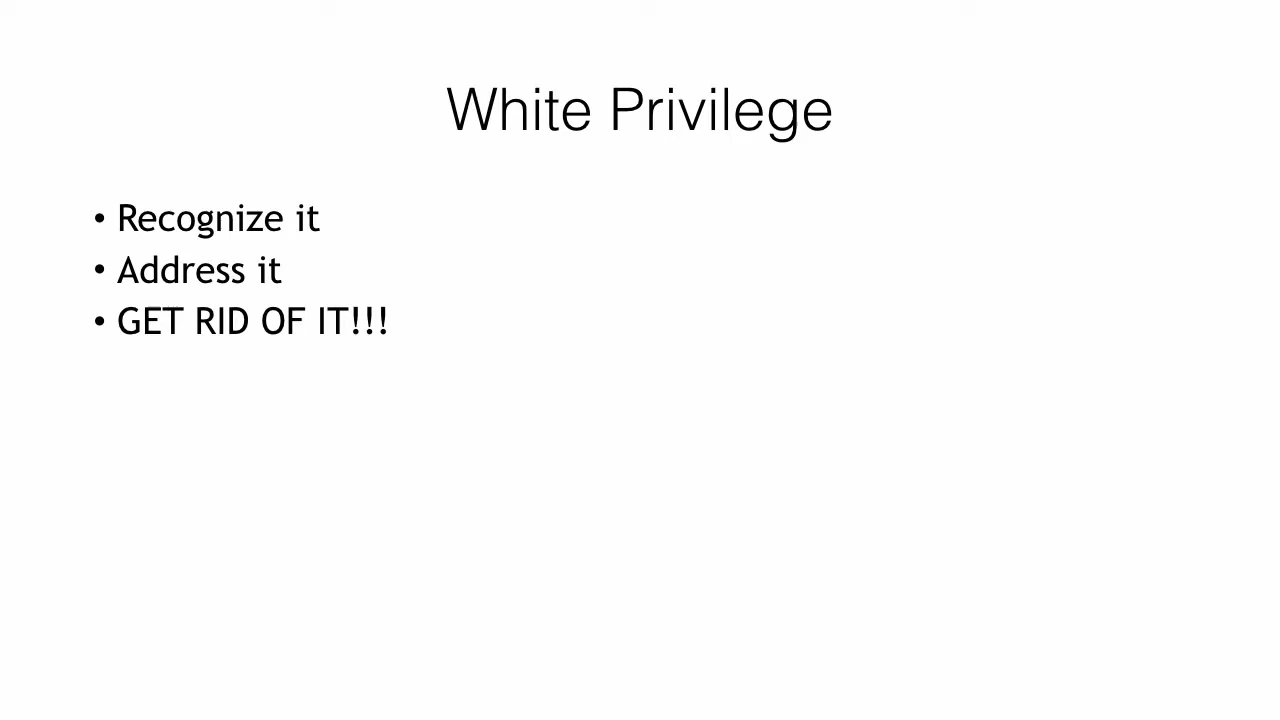 White Privilege
• Recognize it
• Address it
• GET RID OF IT!!!